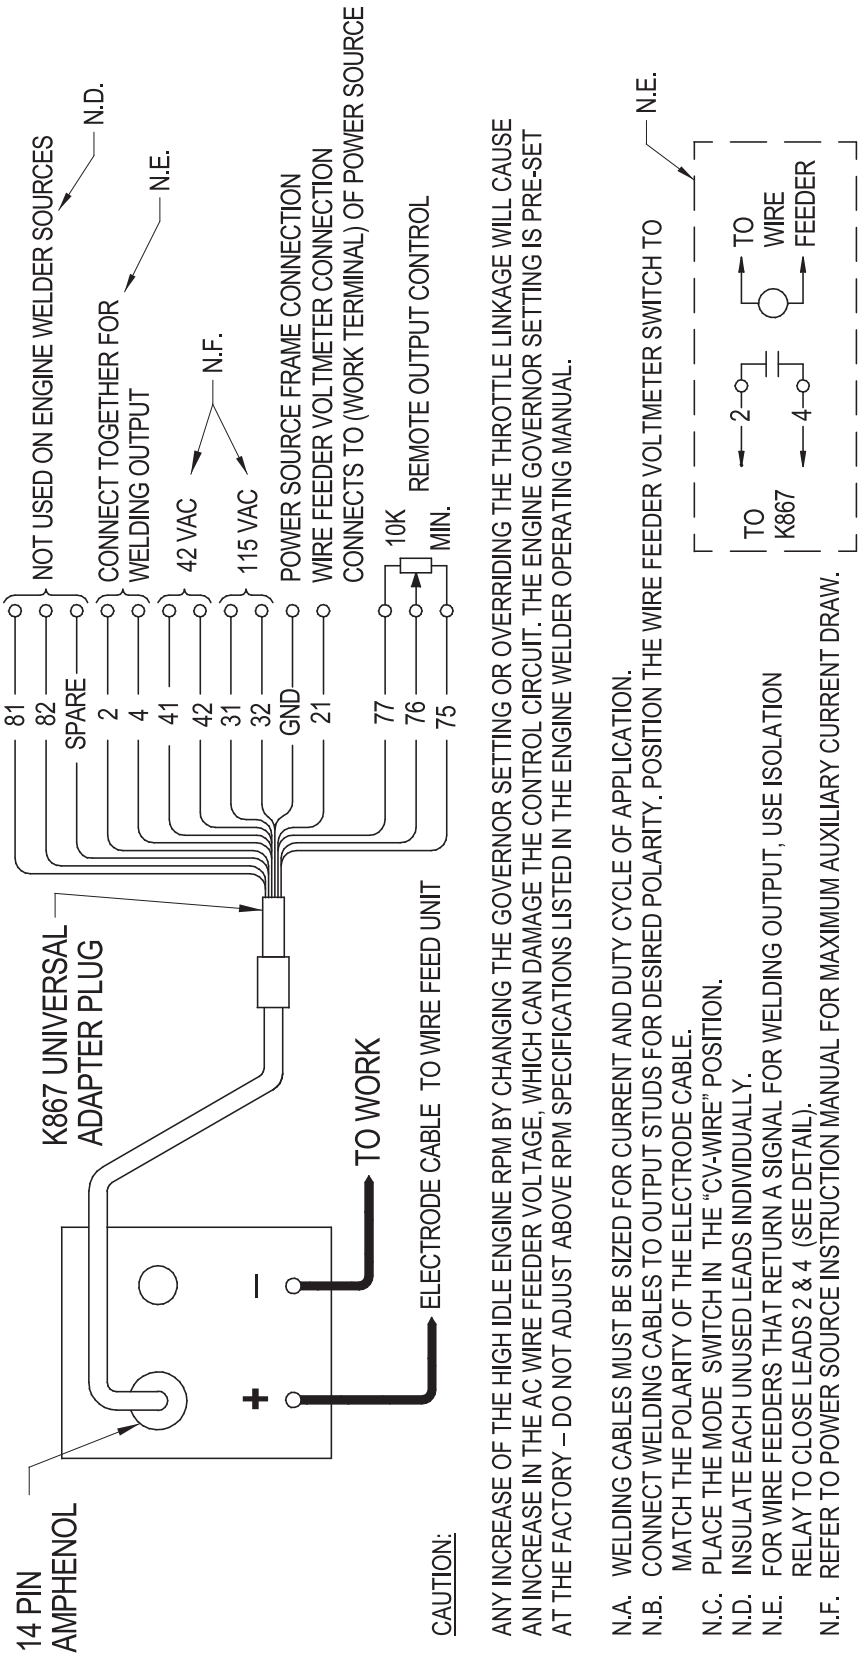 14 PIN
AMPHENOL
K867 UNIVERSAL
ADAPTER PLUG
81
82
SPARE
2
4
41
42
31
32
GND
21
77
76
75
NOT USED ON ENGINE WELDER SOURCES
N.D.
CONNECT TOGETHER FOR
WELDING OUTPUT
N.E.
42 VAC
115 VAC
N.F.
POWER SOURCE FRAME CONNECTION
WIRE FEEDER VOLTMETER CONNECTION
CONNECTS TO (WORK TERMINAL) OF POWER SOURCE
10K
MIN.
REMOTE OUTPUT CONTROL
+
–
TO WORK
ELECTRODE CABLE TO WIRE FEED UNIT
CAUTION:
ANY INCREASE OF THE HIGH IDLE ENGINE RPM BY CHANGING THE GOVERNOR SETTING OR OVERRIDING THE THROTTLE LINKAGE WILL CAUSE
AN INCREASE IN THE AC WIRE FEEDER VOLTAGE, WHICH CAN DAMAGE THE CONTROL CIRCUIT. THE ENGINE GOVERNOR SETTING IS PRE-SET
AT THE FACTORY – DO NOT ADJUST ABOVE RPM SPECIFICATIONS LISTED IN THE ENGINE WELDER OPERATING MANUAL.
N.A. WELDING CABLES MUST BE SIZED FOR CURRENT AND DUTY CYCLE OF APPLICATION.
N.B. CONNECT WELDING CABLES TO OUTPUT STUDS FOR DESIRED POLARITY. POSITION THE WIRE FEEDER VOLTMETER SWITCH TO
MATCH THE POLARITY OF THE ELECTRODE CABLE.
N.C. PLACE THE MODE SWITCH IN THE "CV-WIRE" POSITION.
N.D. INSULATE EACH UNUSED LEADS INDIVIDUALLY.
N.E. FOR WIRE FEEDERS THAT RETURN A SIGNAL FOR WELDING OUTPUT, USE ISOLATION
RELAY TO CLOSE LEADS 2 & 4 (SEE DETAIL).
N.F. REFER TO POWER SOURCE INSTRUCTION MANUAL FOR MAXIMUM AUXILIARY CURRENT DRAW.
N.E.
TO
K867
2
4
TO
WIRE
FEEDER